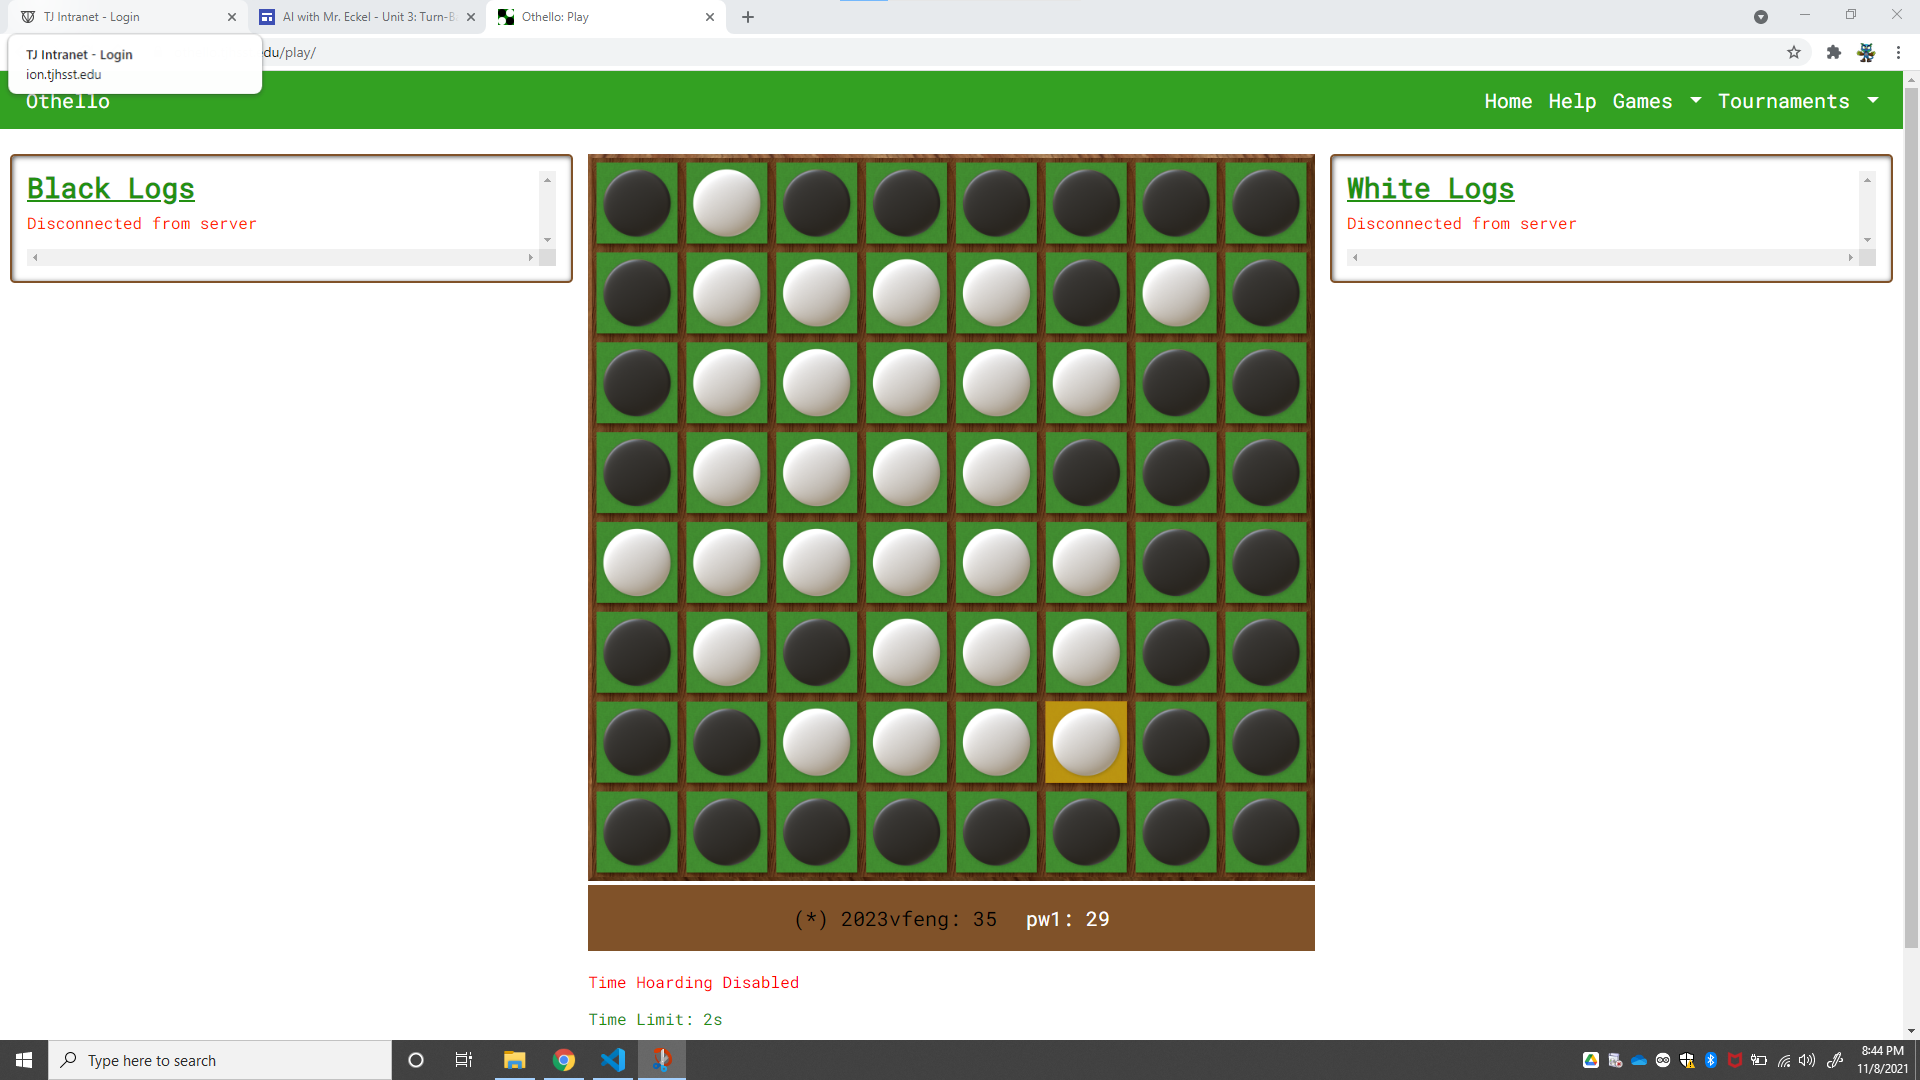 TJ Intranet - Login
AI with Mr. Eckel - Unit 3: Turn-B
Othello: Play
TJ Intranet - Login
ion.tjhsst.edu
edu/play/
Othello
Home Help Games Tournaments
Black Logs
Disconnected from server
White Logs
Disconnected from server
(*) 2023vfeng: 35 pw1: 29
Time Hoarding Disabled
Time Limit: 2s
Type here to search
8:44 PM
11/8/2021